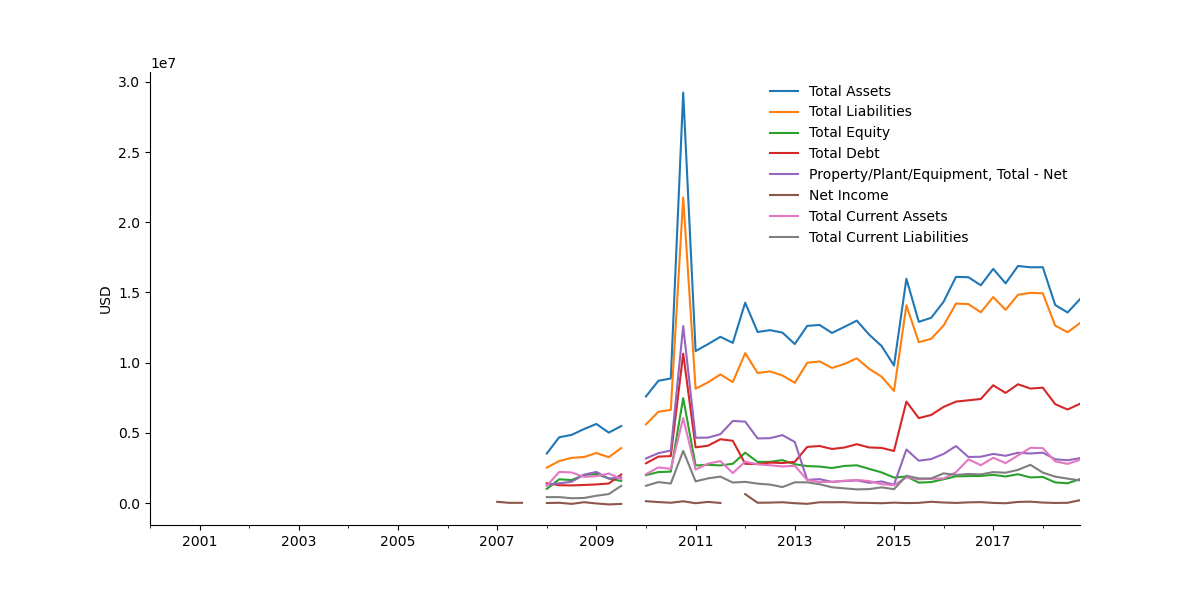 1e7
3.0
2.5
2.0
1.5
1.0
0.5
0.0
USD
Total Assets
Total Liabilities
Total Equity
Total Debt
Property/Plant/Equipment, Total - Net
Net Income
Total Current Assets
Total Current Liabilities
2001 2003 2005 2007 2009 2011 2013 2015 2017